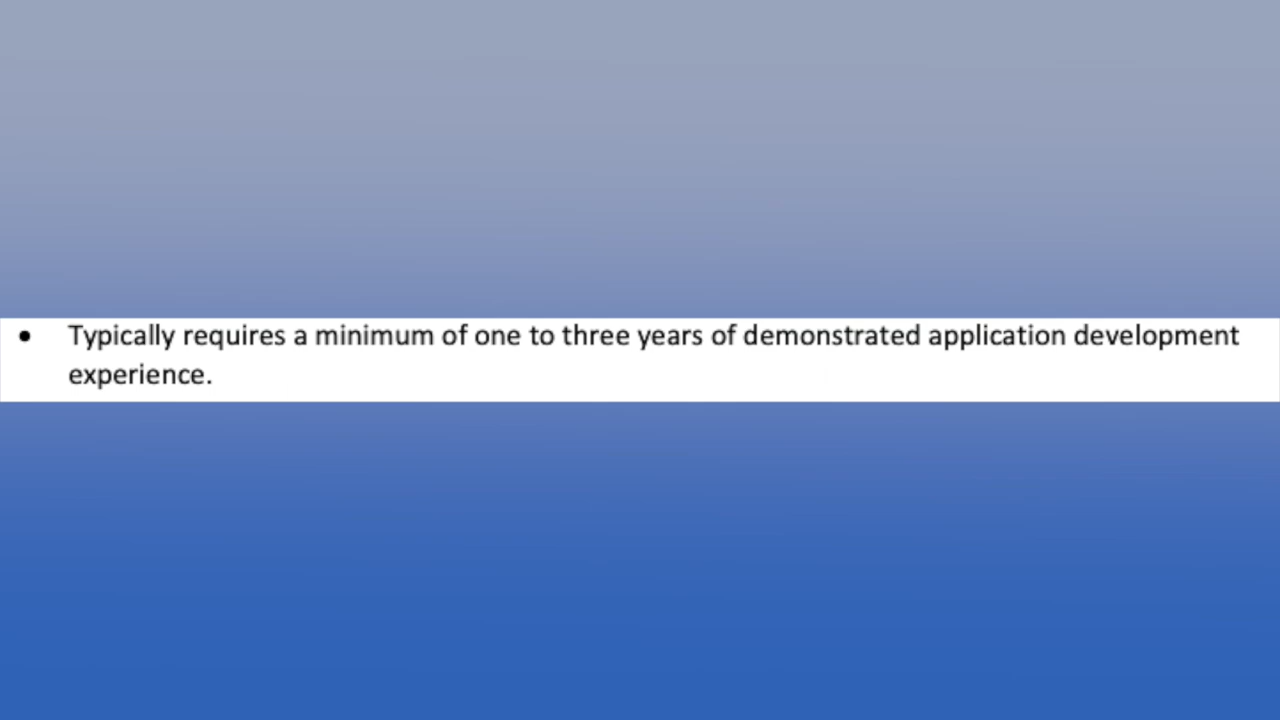 • Typically requires a minimum of one to three years of demonstrated application development
experience.